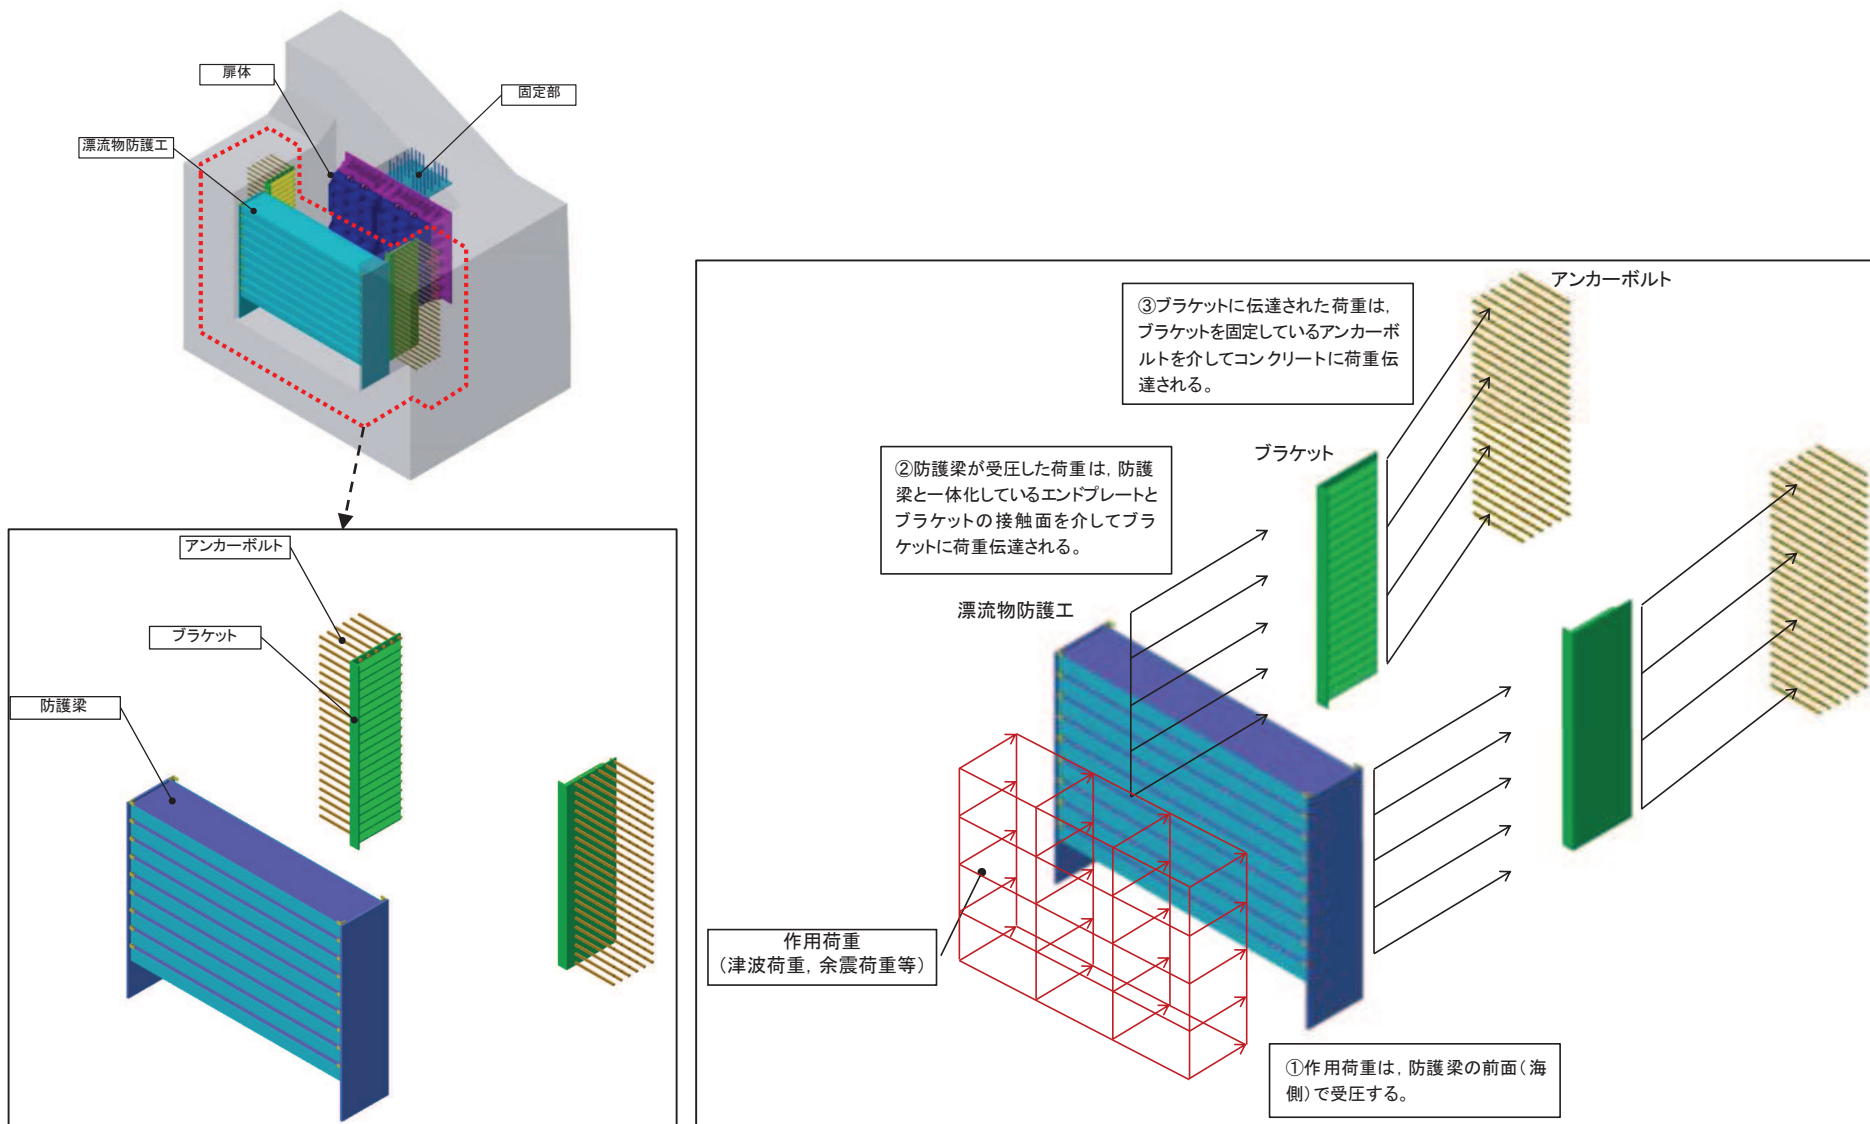 扉体
固定部
漂流物防護工
アンカーボルト
ブラケット
防護梁
アンカーボルト
③ブラケットに伝達された荷重は，
ブラケットを固定しているアンカーボ
ルトを介してコンクリートに荷重伝
達される。
ブラケット
②防護梁が受圧した荷重は，防護
梁と一体化しているエンドプレートと
ブラケットの接触面を介してブラ
ケットに荷重伝達される。
漂流物防護工
作用荷重
（津波荷重，余震荷重等）
①作用荷重は，防護梁の前面（海
側）で受圧する。